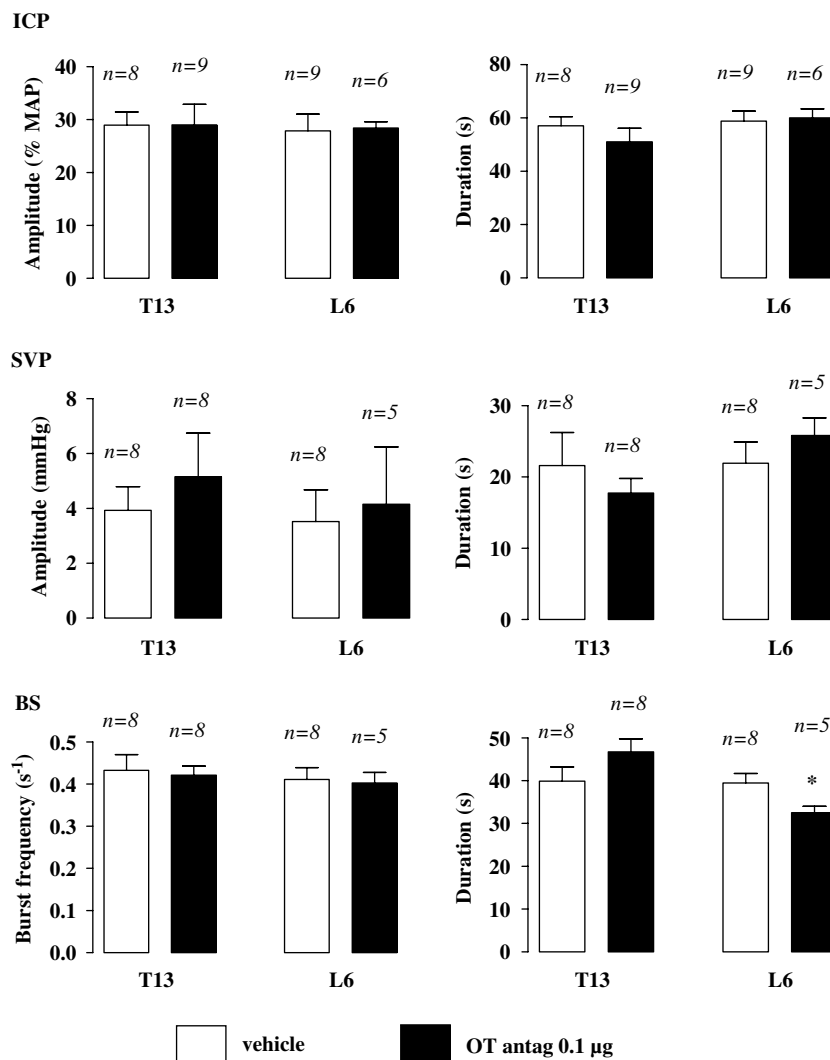 ICP
n=8 n=9 n=9 n=6
Amplitude (% MAP)
40
30
20
10
0
T13 L6
n=8 n=9 n=9 n=6
Duration (s)
80
60
40
20
0
T13 L6
SVP
n=8 n=8 n=8 n=5
Amplitude (mmHg)
8
6
4
2
0
T13 L6
n=8 n=8 n=8 n=5
Duration (s)
30
20
10
0
T13 L6
BS
n=8 n=8 n=8 n=5
Burst frequency (s⁻¹)
0.5
0.4
0.3
0.2
0.1
0.0
T13 L6
n=8 n=8 n=8 n=5
*
Duration (s)
50
40
30
20
10
0
T13 L6
vehicle OT antag 0.1 µg